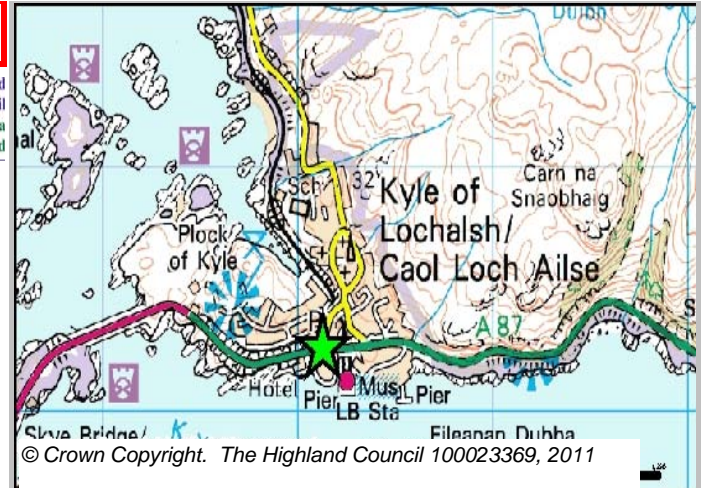 Sch
32
Kyle of
Lochalsh/
Caol Loch Ailse
Carn na
Snaobhaig
Plock
of Kyle
A 87
Hotel
Pier
Mus
Pier
LB Sta
Skye Bridge/
Eileanan Dubha
© Crown Copyright. The Highland Council 100023369, 2011